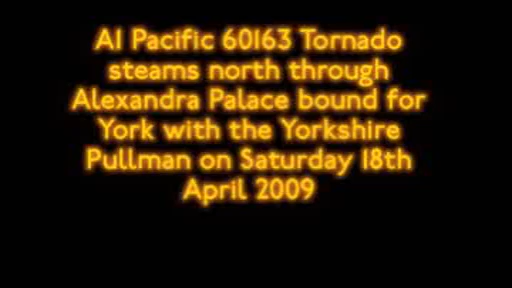 A1 Pacific 60163 Tornado
steams north through
Alexandra Palace bound for
York with the Yorkshire
Pullman on Saturday 18th
April 2009